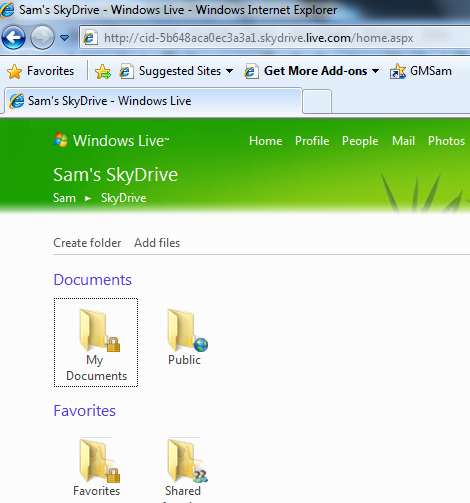 Sam's SkyDrive - Windows Live - Windows Internet Explorer
http://cid-5b648aca0ec3a3a1.skydrive.live.com/home.aspx
Favorites Suggested Sites Get More Add-ons GMSam
Sam's SkyDrive - Windows Live
Windows Live™
Home Profile People Mail Photos
Sam's SkyDrive
Sam ► SkyDrive
Create folder Add files
Documents
My Documents
Public
Favorites
Favorites
Shared